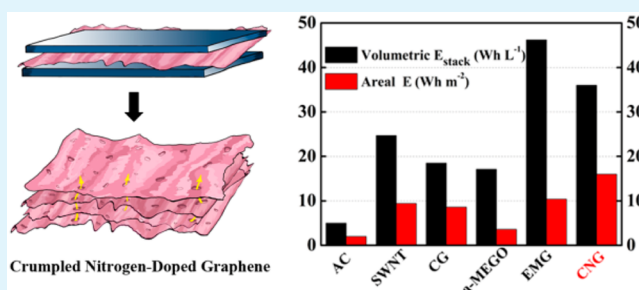 Crumpled Nitrogen-Doped Graphene
50
40
30
20
10
0
Volumetric E_stack (Wh L⁻¹)
Areal E (Wh m⁻²)
AC
SWNT
CG
a-MEGO
EMG
CNG
50
40
30
20
10
0